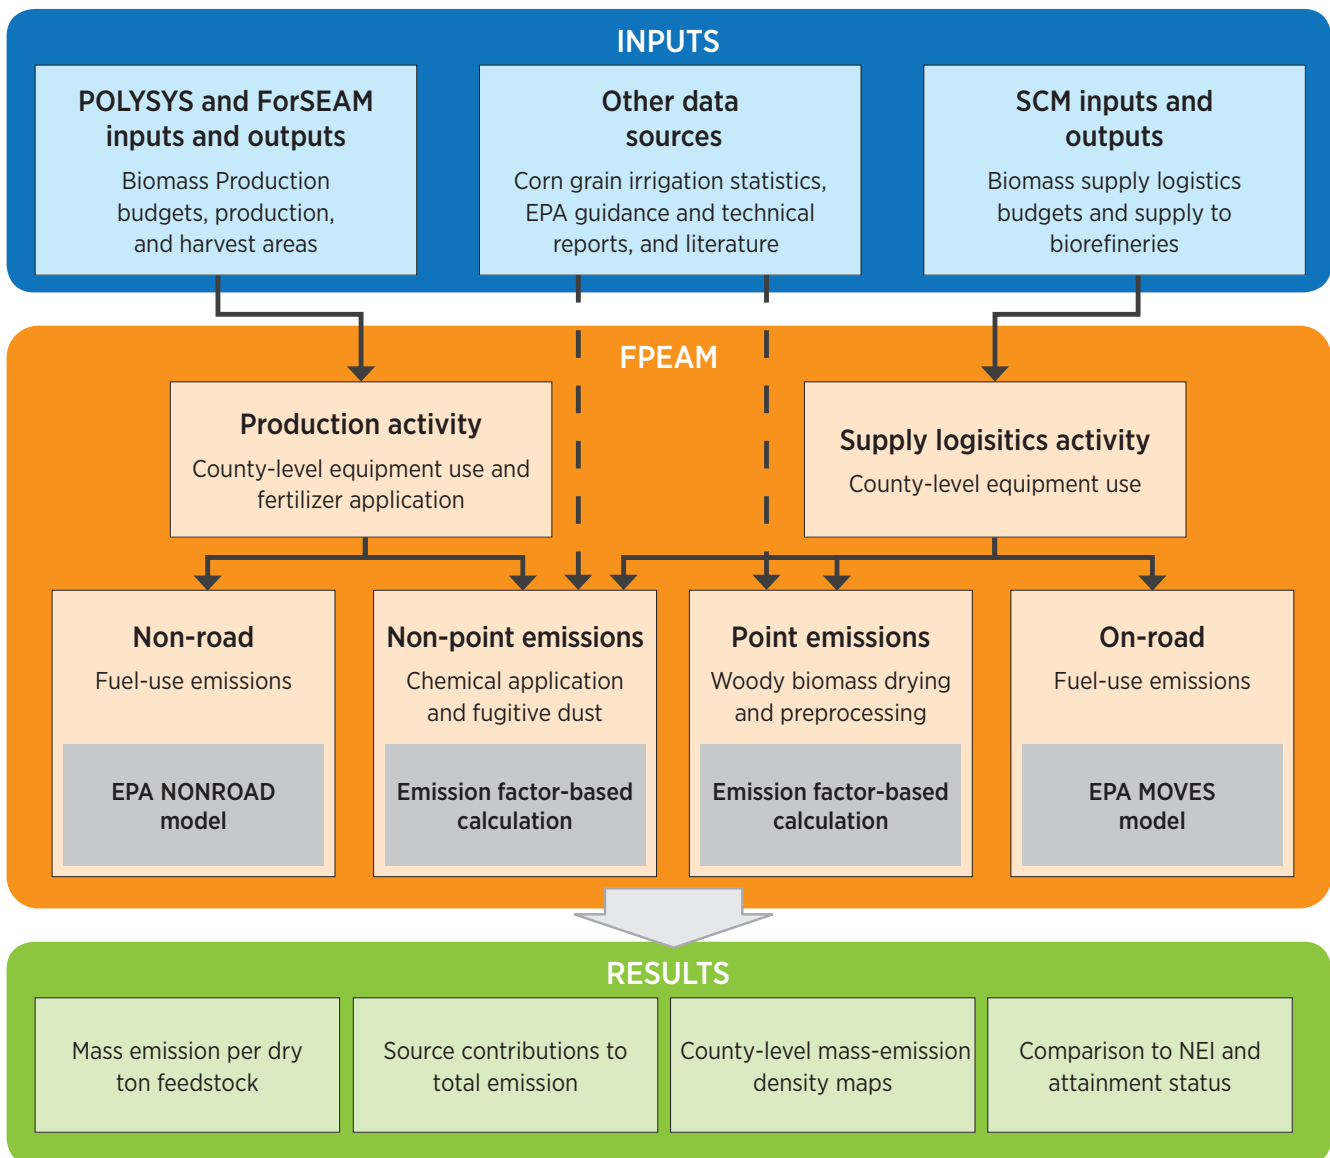 INPUTS
POLYSYS and ForSEAM
inputs and outputs
Biomass Production
budgets, production,
and harvest areas
Other data
sources
Corn grain irrigation statistics,
EPA guidance and technical
reports, and literature
SCM inputs and
outputs
Biomass supply logistics
budgets and supply to
biorefineries
FPEAM
Production activity
County-level equipment use and
fertilizer application
Supply logisitics activity
County-level equipment use
Non-road
Fuel-use emissions
EPA NONROAD
model
Non-point emissions
Chemical application
and fugitive dust
Emission factor-based
calculation
Point emissions
Woody biomass drying
and preprocessing
Emission factor-based
calculation
On-road
Fuel-use emissions
EPA MOVES
model
RESULTS
Mass emission per dry
ton feedstock
Source contributions to
total emission
County-level mass-emission
density maps
Comparison to NEI and
attainment status